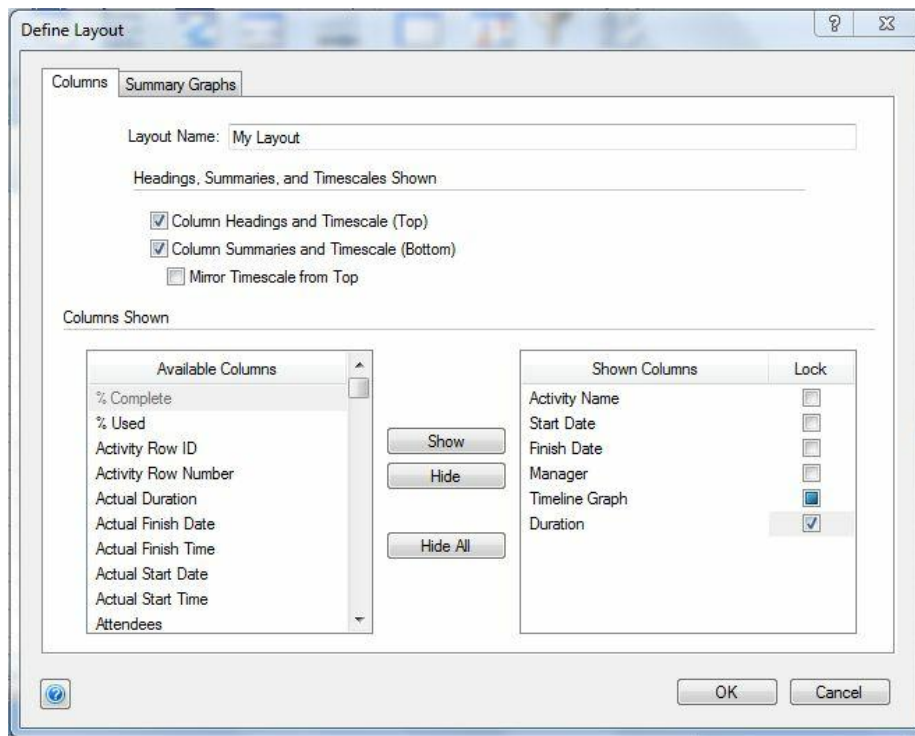 Define Layout
Columns
Summary Graphs
Layout Name: My Layout
Headings, Summaries, and Timescales Shown
Column Headings and Timescale (Top)
Column Summaries and Timescale (Bottom)
Mirror Timescale from Top
Columns Shown
Available Columns
% Complete
% Used
Activity Row ID
Activity Row Number
Actual Duration
Actual Finish Date
Actual Finish Time
Actual Start Date
Actual Start Time
Attendees
Show
Hide
Hide All
Shown Columns Lock
Activity Name
Start Date
Finish Date
Manager
Timeline Graph
Duration
OK
Cancel